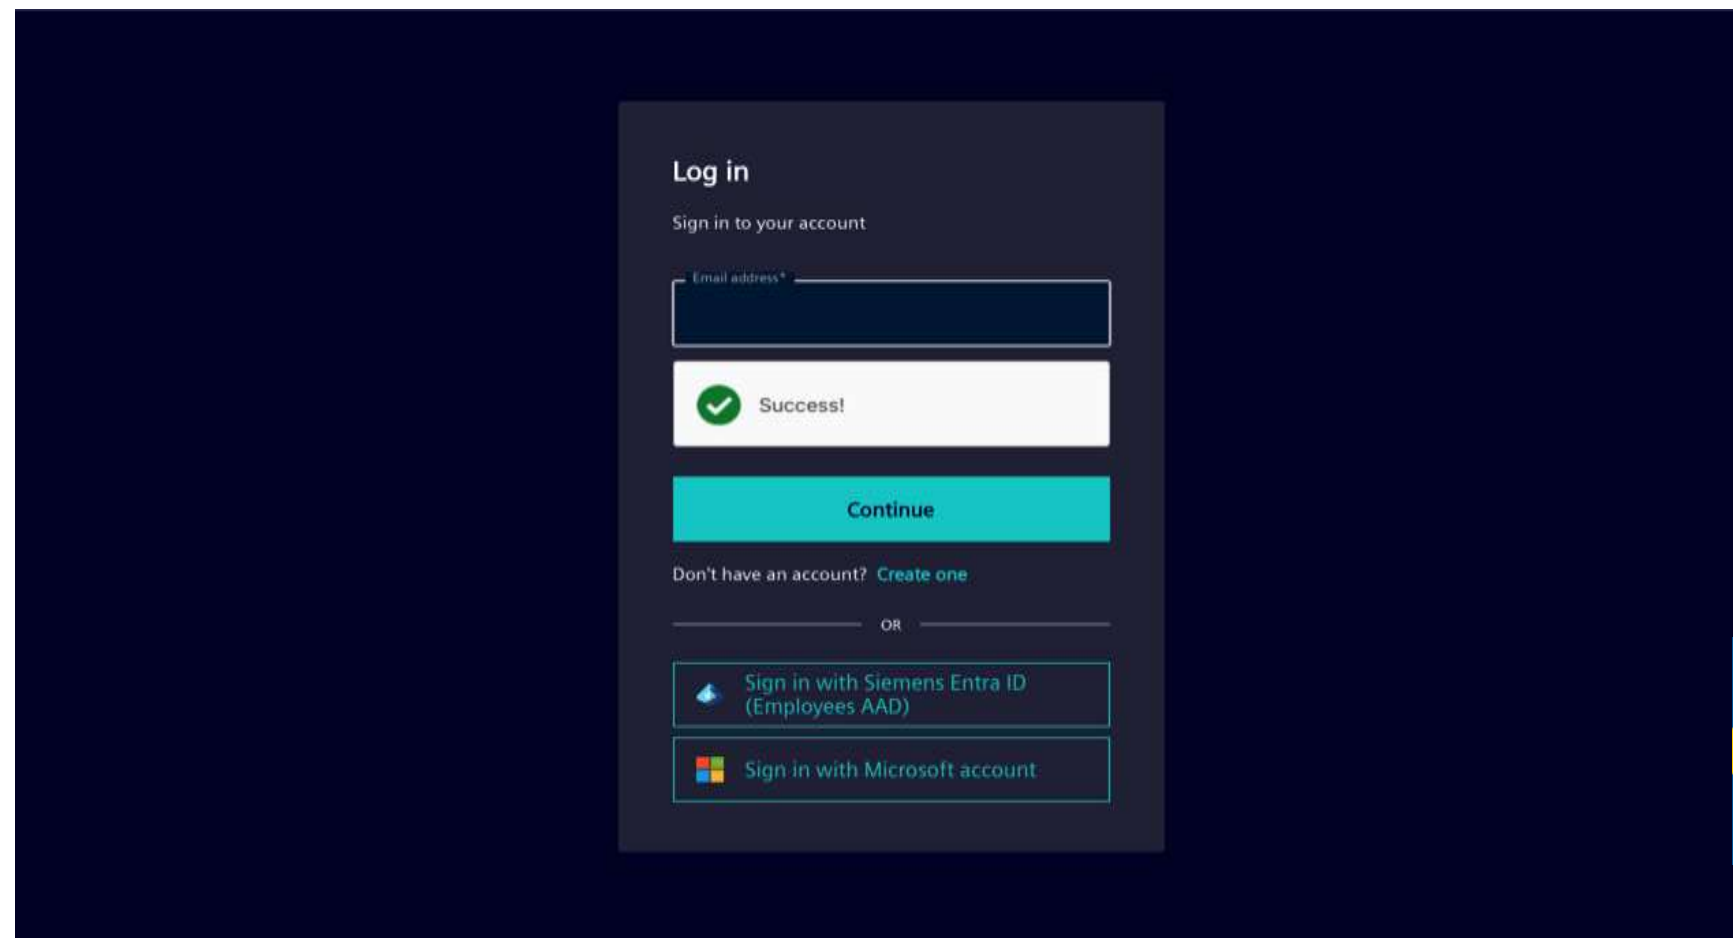 Log in
Sign in to your account
Email address*
Success!
Continue
Don't have an account? Create one
OR
Sign in with Siemens Entra ID
(Employees AAD)
Sign in with Microsoft account